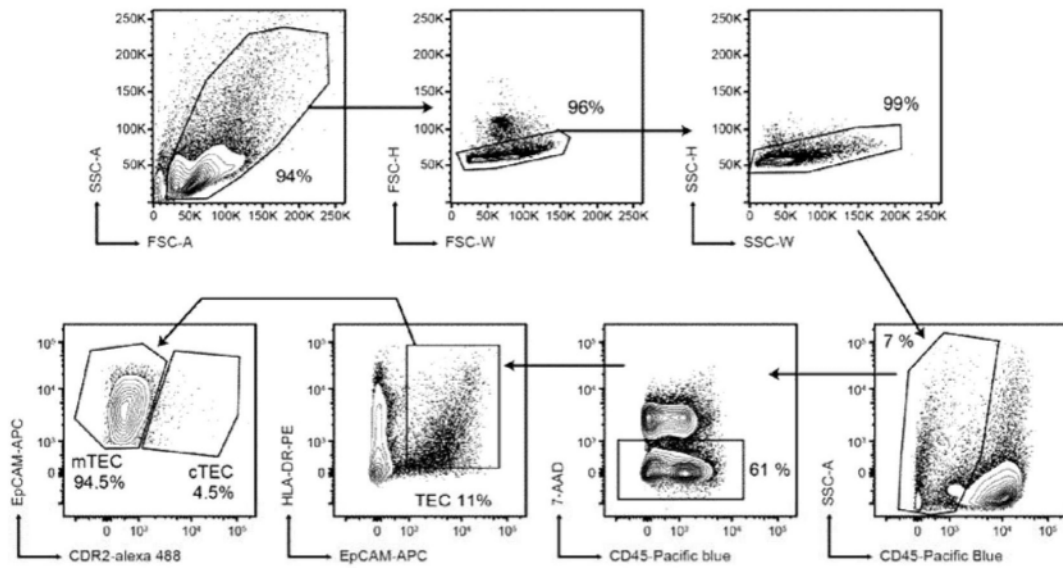 250K
200K
150K
100K
50K
0
SSC-A
94%
0 50K 100K 150K 200K 250K
FSC-A
250K
200K
150K
100K
50K
0
FSC-H
96%
0 50K 100K 150K 200K 250K
FSC-W
250K
200K
150K
100K
50K
0
SSC-H
99%
0 50K 100K 150K 200K 250K
SSC-W
10⁵
10⁴
10³
0
EpCAM-APC
mTEC
94.5%
cTEC
4.5%
0 10³ 10⁴ 10⁵
CDR2-alexa 488
10⁵
10⁴
10³
0
HLA-DR-PE
TEC 11%
0 10³ 10⁴ 10⁵
EpCAM-APC
10⁵
10⁴
10³
0
7-AAD
61 %
0 10³ 10⁴ 10⁵
CD45-Pacific blue
7 %
10⁵
10⁴
10³
0
SSC-A
0 10³ 10⁴ 10⁵
CD45-Pacific Blue